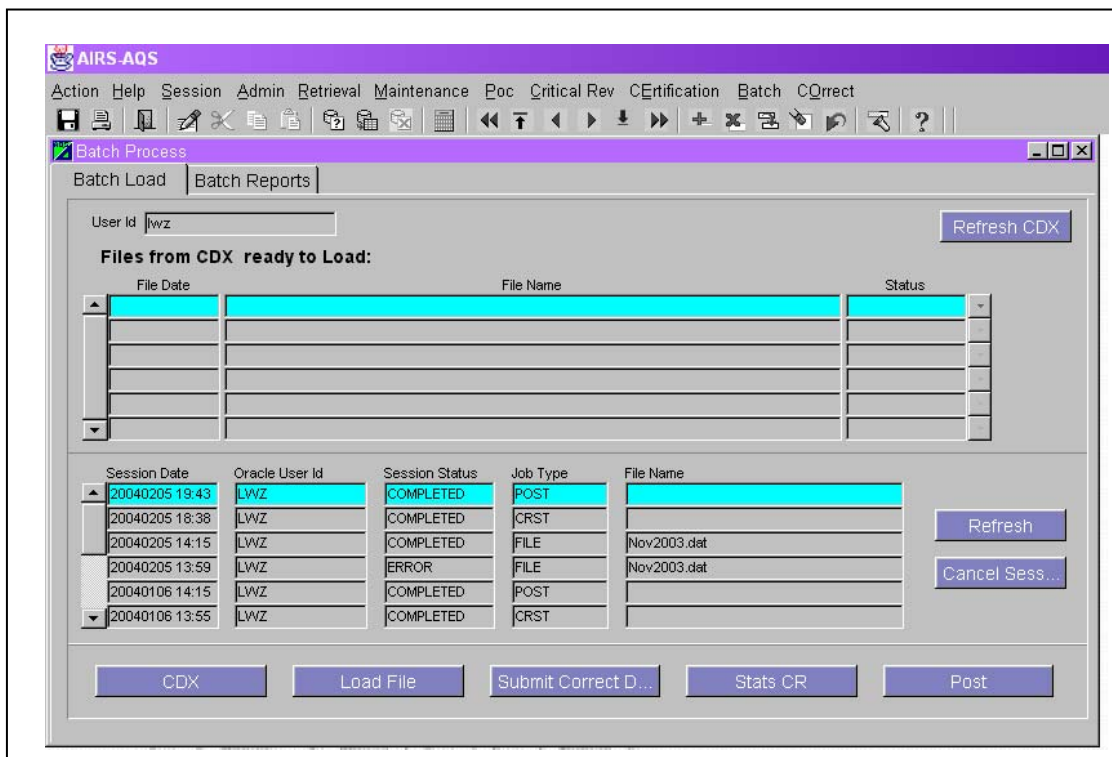 AIRS-AQS
Action Help Session Admin Retrieval Maintenance Poc Critical Rev CErtification Batch COrrect
Batch Process
Batch Load Batch Reports
User Id lwz
Refresh CDX
Files from CDX ready to Load:
File Date File Name Status
Session Date Oracle User Id Session Status Job Type File Name
20040205 19:43 LWZ COMPLETED POST
20040205 18:38 LWZ COMPLETED CRST
Refresh
20040205 14:15 LWZ COMPLETED FILE Nov2003.dat
20040205 13:59 LWZ ERROR FILE Nov2003.dat
Cancel Sess...
20040106 14:15 LWZ COMPLETED POST
20040106 13:55 LWZ COMPLETED CRST
CDX Load File Submit Correct D... Stats CR Post